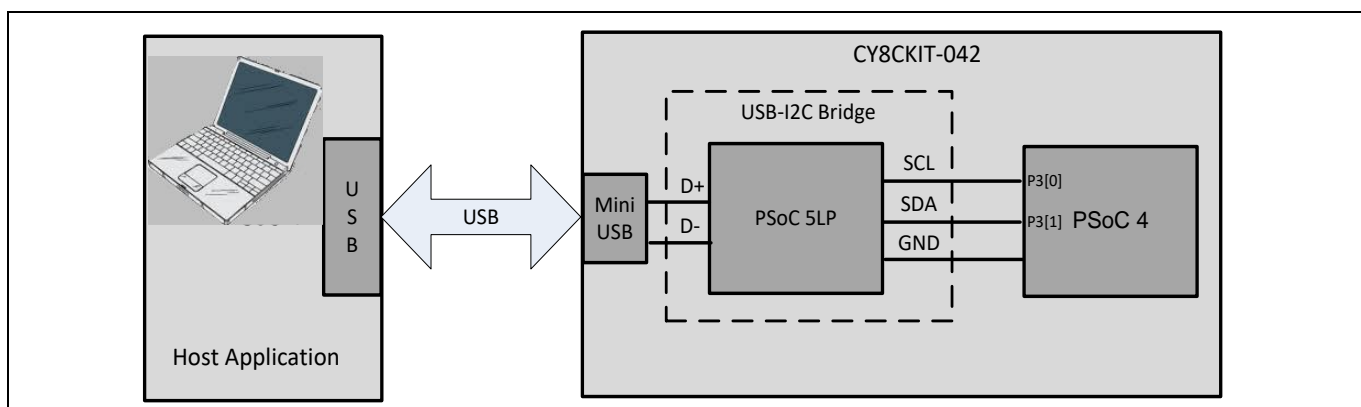 CY8CKIT-042
USB-I2C Bridge
U
S
B
USB
Mini
USB
D+
D-
PSoC 5LP
SCL
SDA
GND
P3[0]
P3[1]
PSoC 4
Host Application